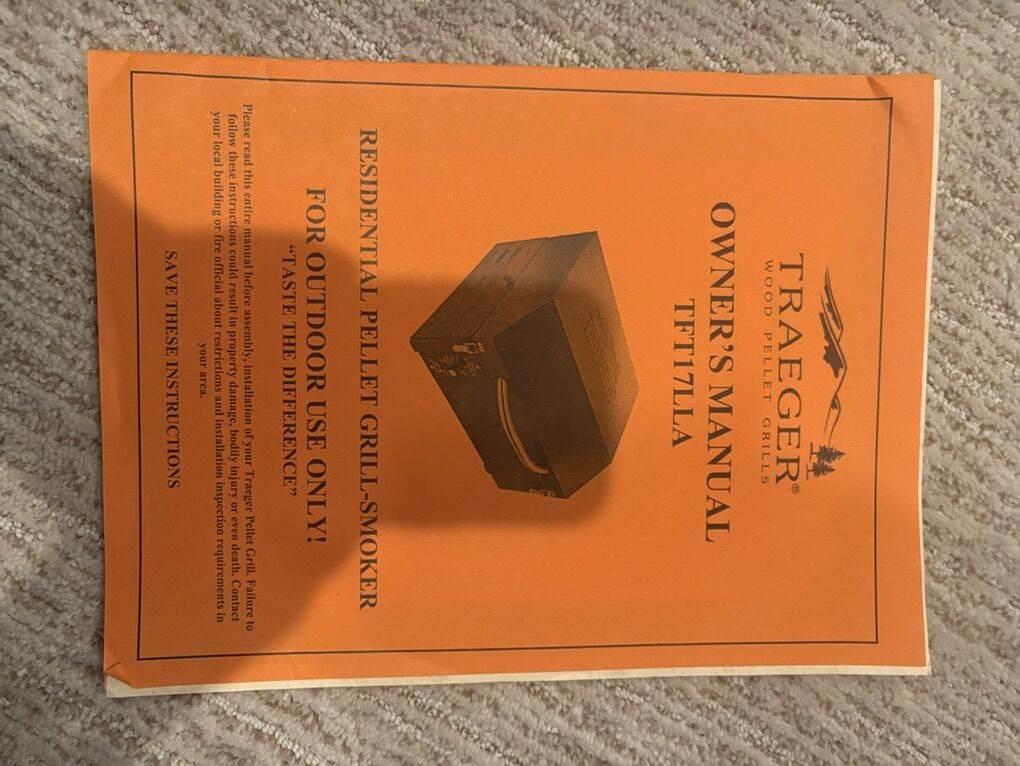 TRAEGER®
WOOD PELLET GRILLS
OWNER'S MANUAL
TFT17LLA
RESIDENTIAL PELLET GRILL-SMOKER
FOR OUTDOOR USE ONLY!
“TASTE THE DIFFERENCE”
Please read this entire manual before assembly, installation of your Traeger Pellet Grill. Failure to
follow these instructions could result in property damage, bodily injury or even death. Contact
your local building or fire official about restrictions and installation inspection requirements in
your area.
SAVE THESE INSTRUCTIONS